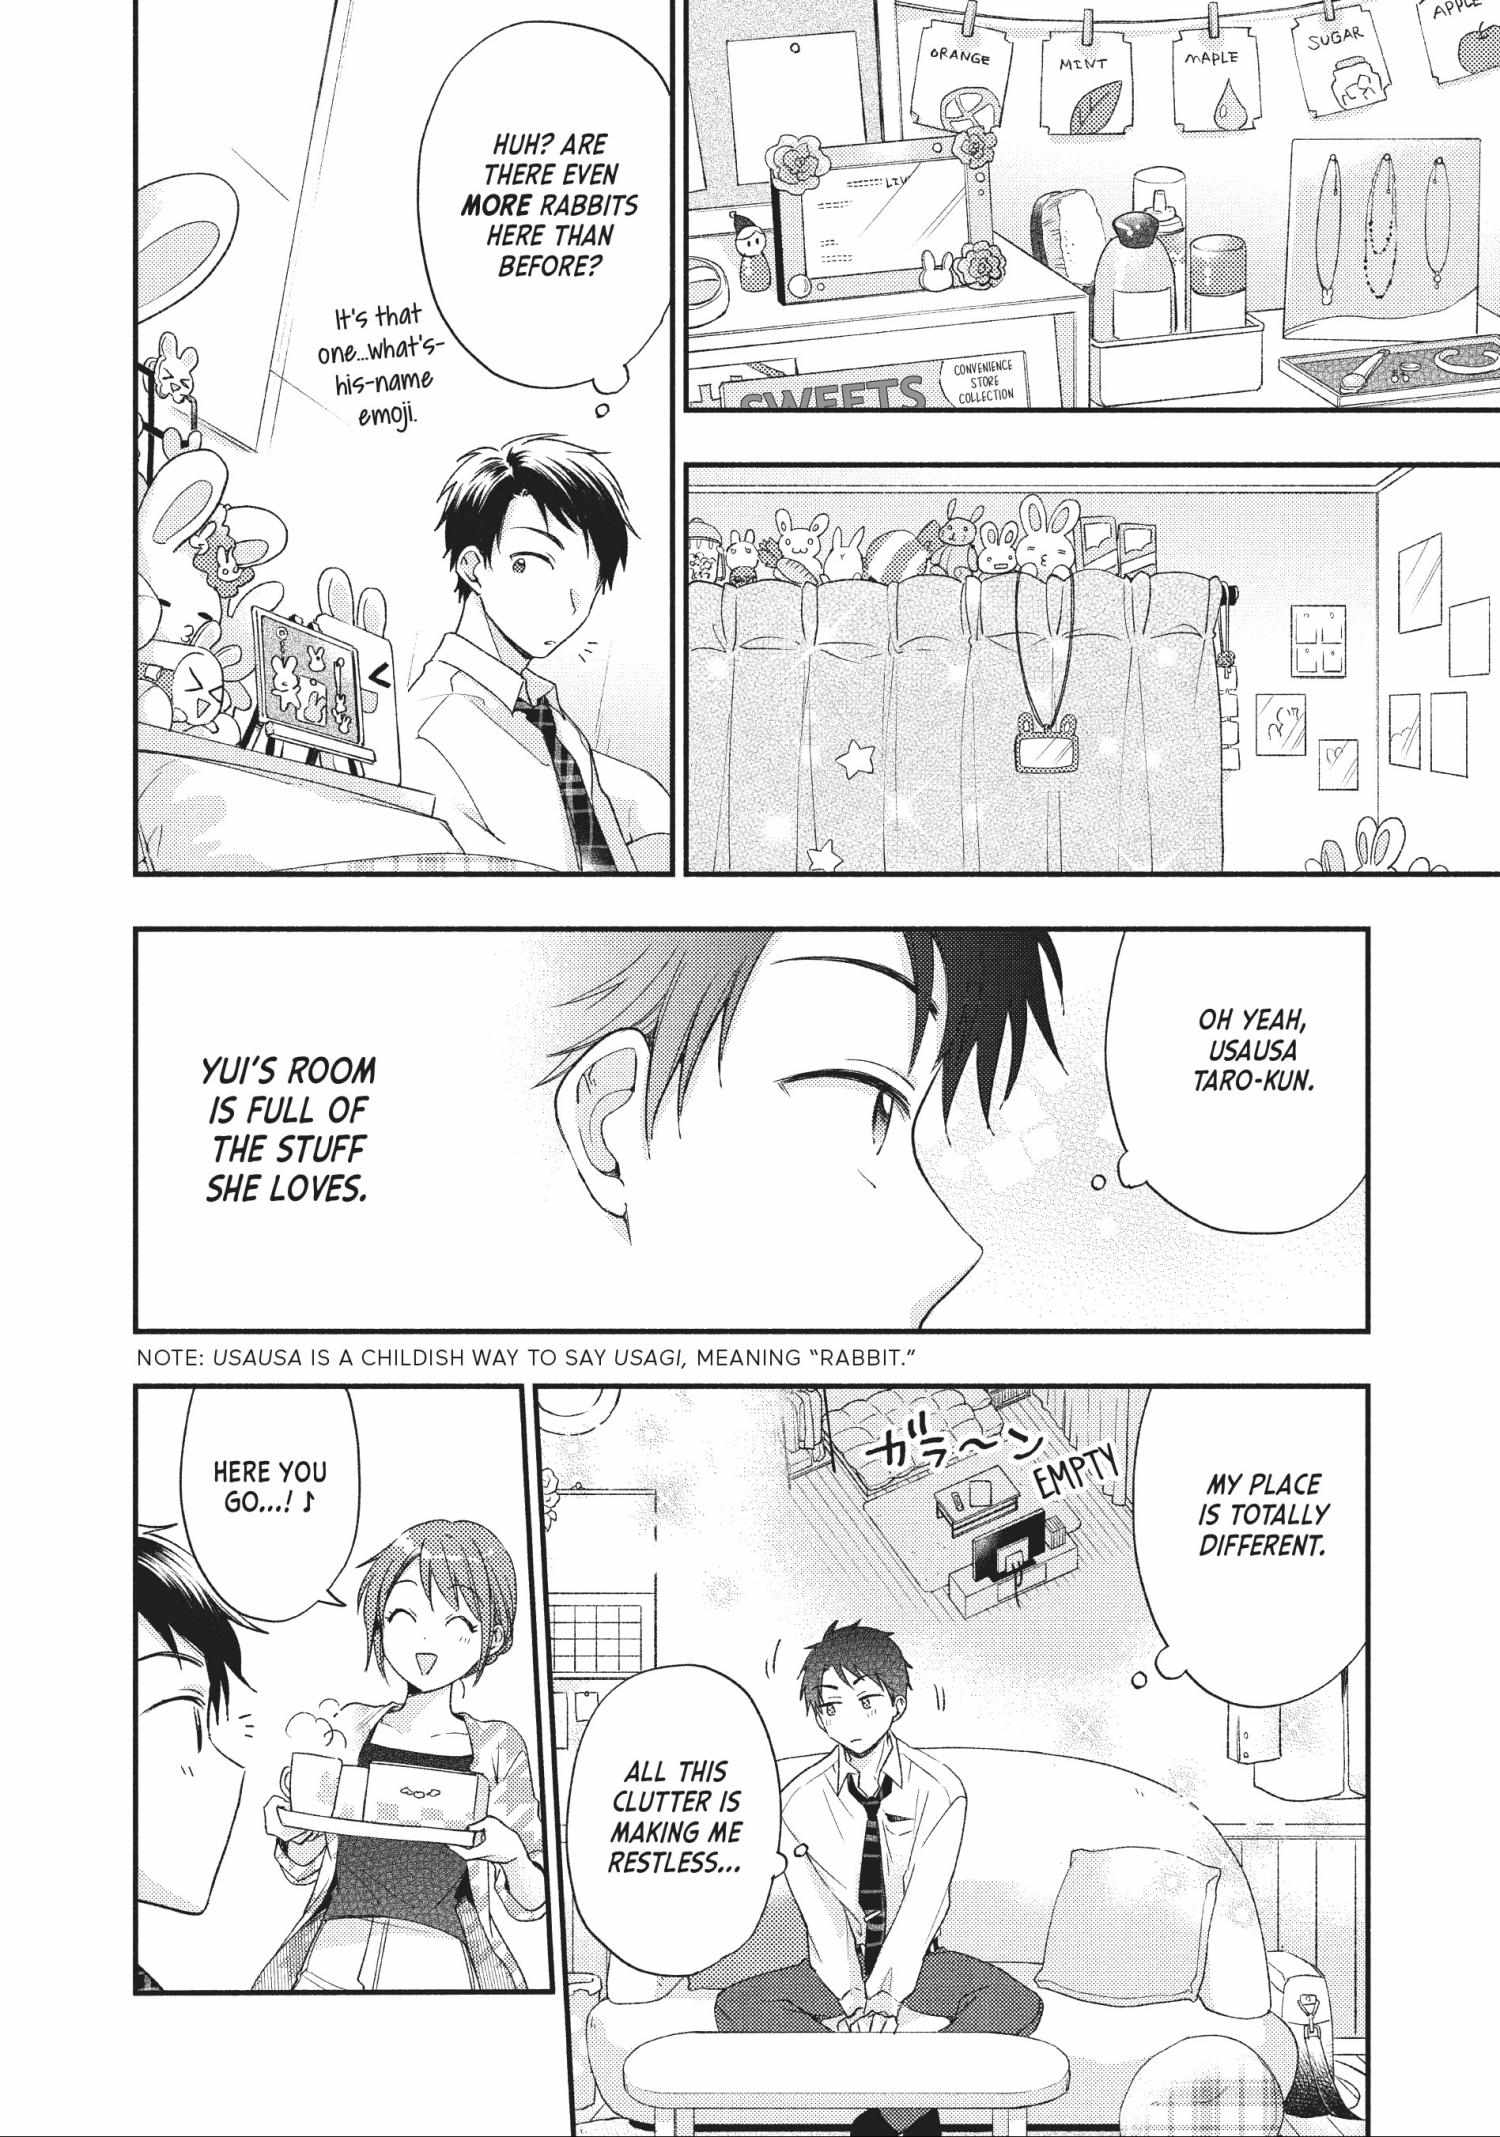 ORANGE
MINT
MAPLE
SUGAR
APPLE
LIV
SWEETS
CONVENIENCE
STORE
COLLECTION
HUH? ARE
THERE EVEN
MORE RABBITS
HERE THAN
BEFORE?
It's that
one...what's-
his-name
emoji.
OH YEAH,
USAUSA
TARO-KUN.
YUI'S ROOM
IS FULL OF
THE STUFF
SHE LOVES.
NOTE: USAUSA IS A CHILDISH WAY TO SAY USAGI, MEANING “RABBIT.”
MY PLACE
IS TOTALLY
DIFFERENT.
ガラ〜ン
EMPTY
ALL THIS
CLUTTER IS
MAKING ME
RESTLESS...
HERE YOU
GO...! ♪